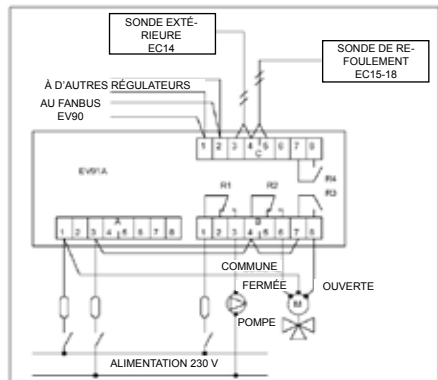 SONDE EXTÉ-
RIEURE
EC14
SONDE DE RE-
FOULEMENT
EC15-18
À D'AUTRES RÉGULATEURS
AU FANBUS
EV90
1 2 3 4 5 6 7 8
C
EV91A
R4
R1 R2 R3
A
1 2 3 4 5 6 7 8
B
1 2 3 4 5 6 7 8
COMMUNE
FERMÉE
OUVERTE
M
POMPE
ALIMENTATION 230 V